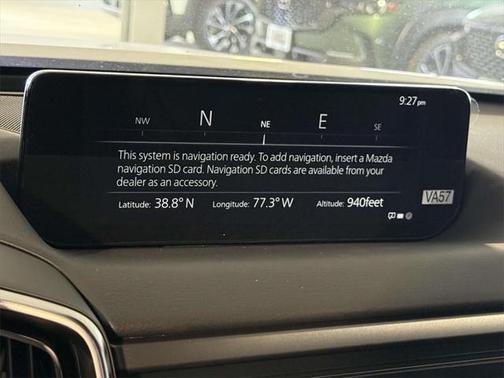 9:27pm
NW N NE E SE
This system is navigation ready. To add navigation, insert a Mazda
navigation SD card. Navigation SD cards are available from your
dealer as an accessory.
Latitude: 38.8° N Longitude: 77.3° W Altitude: 940feet
VA57